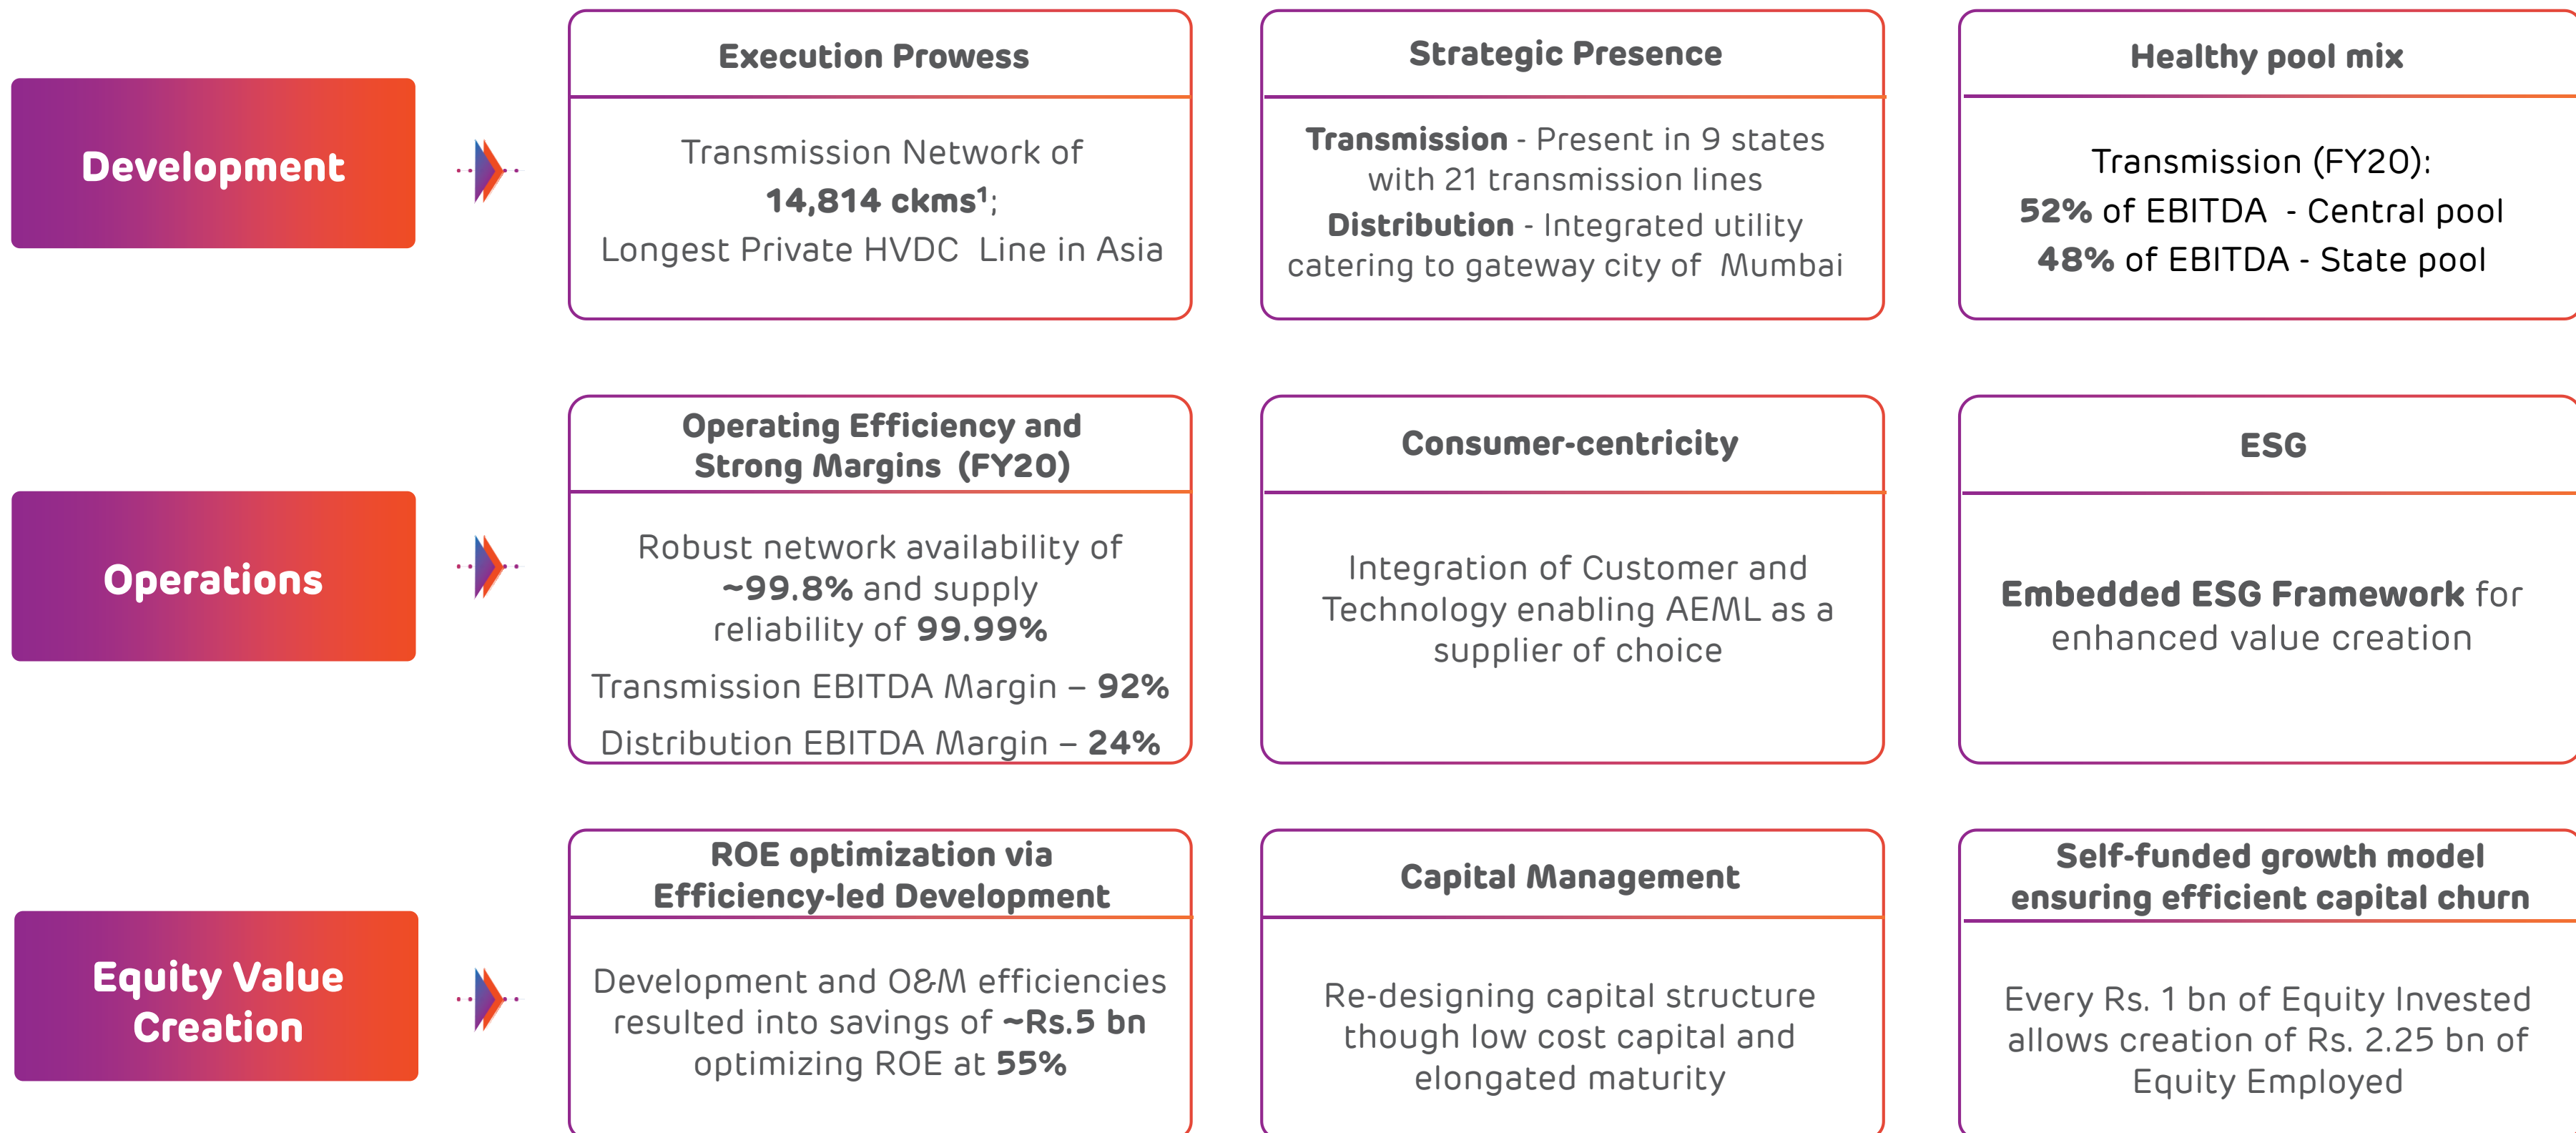 Development
Execution Prowess
Transmission Network of
14,814 ckms¹;
Longest Private HVDC Line in Asia
Strategic Presence
Transmission - Present in 9 states
with 21 transmission lines
Distribution - Integrated utility
catering to gateway city of Mumbai
Healthy pool mix
Transmission (FY20):
52% of EBITDA - Central pool
48% of EBITDA - State pool
Operations
Operating Efficiency and
Strong Margins (FY20)
Robust network availability of
~99.8% and supply
reliability of 99.99%
Transmission EBITDA Margin – 92%
Distribution EBITDA Margin – 24%
Consumer-centricity
Integration of Customer and
Technology enabling AEML as a
supplier of choice
ESG
Embedded ESG Framework for
enhanced value creation
Equity Value
Creation
ROE optimization via
Efficiency-led Development
Development and O&M efficiencies
resulted into savings of ~Rs.5 bn
optimizing ROE at 55%
Capital Management
Re-designing capital structure
though low cost capital and
elongated maturity
Self-funded growth model
ensuring efficient capital churn
Every Rs. 1 bn of Equity Invested
allows creation of Rs. 2.25 bn of
Equity Employed